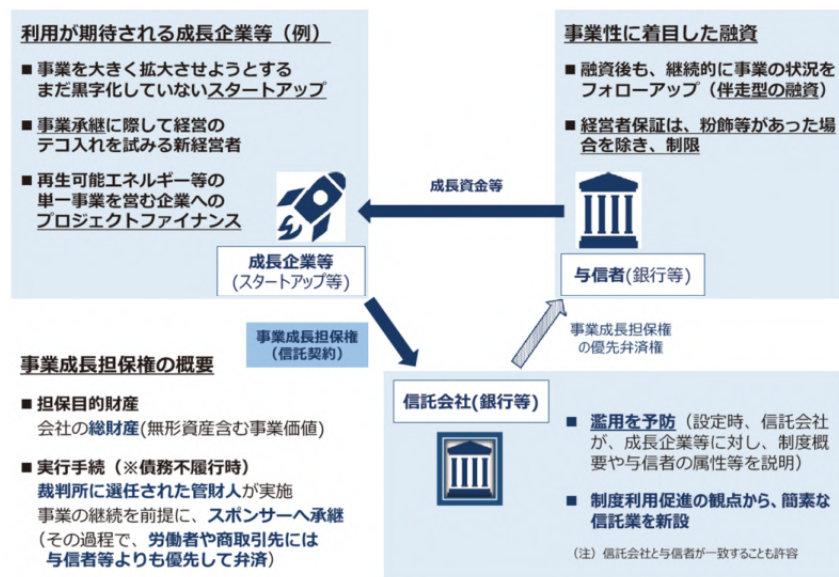 利用が期待される成長企業等（例）
■ 事業を大きく拡大させようとする
まだ黒字化していないスタートアップ
■ 事業承継に際して経営の
テコ入れを試みる新経営者
■ 再生可能エネルギー等の
単一事業を営む企業への
プロジェクトファイナンス
成長企業等
(スタートアップ等)
成長資金等
事業性に着目した融資
■ 融資後も、継続的に事業の状況を
フォローアップ（伴走型の融資）
■ 経営者保証は、粉飾等があった場
合を除き、制限
与信者(銀行等)
事業成長担保権
（信託契約）
事業成長担保権
の優先弁済権
事業成長担保権の概要
■ 担保目的財産
会社の総財産(無形資産含む事業価値)
■ 実行手続（※債務不履行時）
裁判所に選任された管財人が実施
事業の継続を前提に、スポンサーへ承継
（その過程で、労働者や商取引先には
与信者等よりも優先して弁済）
信託会社(銀行等)
■ 濫用を予防（設定時、信託会社
が、成長企業等に対し、制度概
要や与信者の属性等を説明）
■ 制度利用促進の観点から、簡素な
信託業を新設
（注）信託会社と与信者が一致することも許容